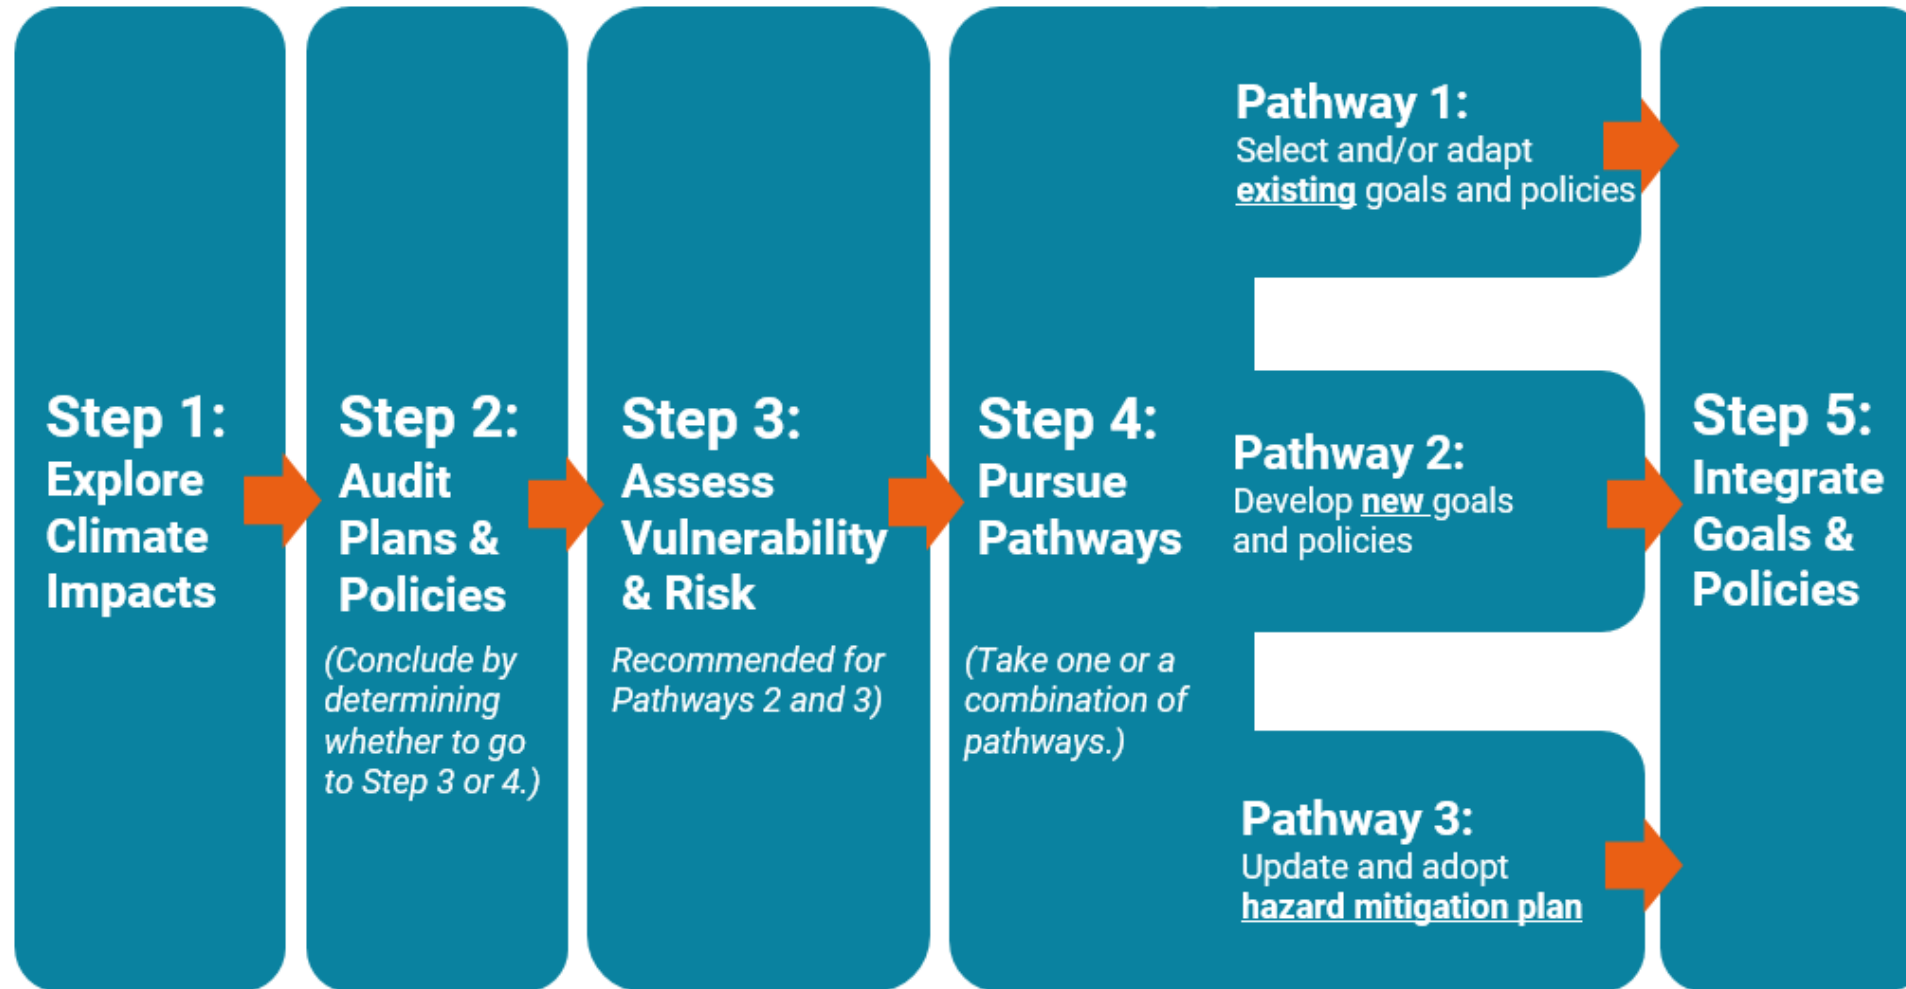 Step 1:
Explore
Climate
Impacts
Step 2:
Audit
Plans &
Policies
(Conclude by
determining
whether to go
to Step 3 or 4.)
Step 3:
Assess
Vulnerability
& Risk
Recommended for
Pathways 2 and 3)
Step 4:
Pursue
Pathways
(Take one or a
combination of
pathways.)
Pathway 1:
Select and/or adapt
existing goals and policies
Pathway 2:
Develop new goals
and policies
Pathway 3:
Update and adopt
hazard mitigation plan
Step 5:
Integrate
Goals &
Policies